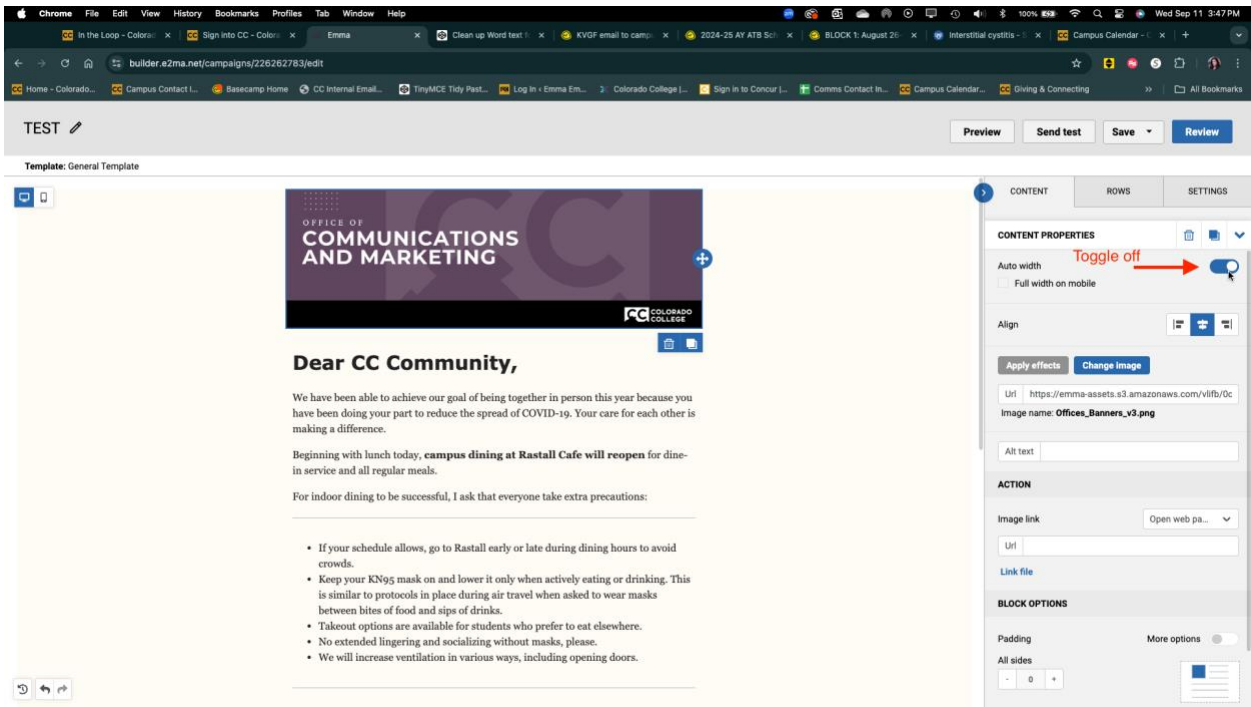 Chrome File Edit View History Bookmarks Profiles Tab Window Help 100% Wed Sep 11 3:47 PM
In the Loop - Colorad Sign into CC - Colora Emma Clean up Word text f KVGF email to camp 2024-25 AY ATB Sch BLOCK 1: August 26 Interstitial cystitis - Campus Calendar - C
builder.e2ma.net/campaigns/226262783/edit
Home - Colorado... Campus Contact I... Basecamp Home CC Internal Email... TinyMCE Tidy Past... Log In ‹ Emma Em... Colorado College |... Sign in to Concur |... Comms Contact In... Campus Calendar... Giving & Connecting » All Bookmarks
TEST
Preview Send test Save Review
Template: General Template
CONTENT ROWS SETTINGS
OFFICE OF
COMMUNICATIONS
AND MARKETING
COLORADO
COLLEGE
Dear CC Community,
We have been able to achieve our goal of being together in person this year because you
have been doing your part to reduce the spread of COVID-19. Your care for each other is
making a difference.
Beginning with lunch today, campus dining at Rastall Cafe will reopen for dine-
in service and all regular meals.
For indoor dining to be successful, I ask that everyone take extra precautions:
• If your schedule allows, go to Rastall early or late during dining hours to avoid
crowds.
• Keep your KN95 mask on and lower it only when actively eating or drinking. This
is similar to protocols in place during air travel when asked to wear masks
between bites of food and sips of drinks.
• Takeout options are available for students who prefer to eat elsewhere.
• No extended lingering and socializing without masks, please.
• We will increase ventilation in various ways, including opening doors.
CONTENT PROPERTIES
Toggle off
Auto width
Full width on mobile
Align
Apply effects Change image
Url https://emma-assets.s3.amazonaws.com/vlifb/0c
Image name: Offices_Banners_v3.png
Alt text
ACTION
Image link Open web pa...
Url
Link file
BLOCK OPTIONS
Padding More options
All sides
- 0 +